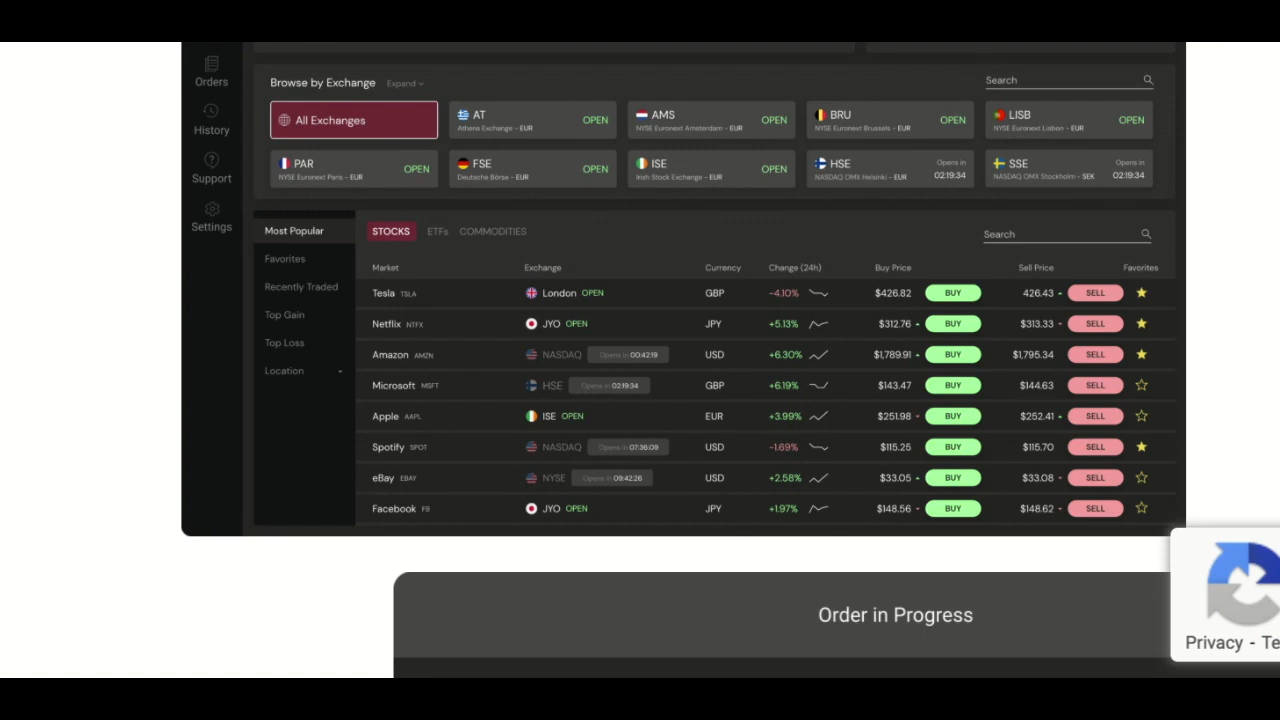 Orders
History
Support
Settings
Browse by Exchange Expand
Search
All Exchanges
AT
Athens Exchange - EUR
OPEN
AMS
NYSE Euronext Amsterdam - EUR
OPEN
BRU
NYSE Euronext Brussels - EUR
OPEN
LISB
NYSE Euronext Lisbon - EUR
OPEN
PAR
NYSE Euronext Paris - EUR
OPEN
FSE
Deutsche Börse - EUR
OPEN
ISE
Irish Stock Exchange - EUR
OPEN
HSE
NASDAQ OMX Helsinki - EUR
Opens in
02:19:34
SSE
NASDAQ OMX Stockholm - SEK
Opens in
02:19:34
Most Popular
Favorites
Recently Traded
Top Gain
Top Loss
Location
STOCKS ETFs COMMODITIES
Search
Market Exchange Currency Change (24h) Buy Price Sell Price Favorites
Tesla TSLA London OPEN GBP -4.10% $426.82 BUY 426.43 SELL
Netflix NTFX JYO OPEN JPY +5.13% $312.76 BUY $313.33 SELL
Amazon AMZN NASDAQ Opens in 00:42:19 USD +6.30% $1,789.91 BUY $1,795.34 SELL
Microsoft MSFT HSE Opens in 02:19:34 GBP +6.19% $143.47 BUY $144.63 SELL
Apple AAPL ISE OPEN EUR +3.99% $251.98 BUY $252.41 SELL
Spotify SPOT NASDAQ Opens in 07:36:09 USD -1.69% $115.25 BUY $115.70 SELL
eBay EBAY NYSE Opens in 09:42:26 USD +2.58% $33.05 BUY $33.08 SELL
Facebook FB JYO OPEN JPY +1.97% $148.56 BUY $148.62 SELL
Order in Progress
Privacy - Te